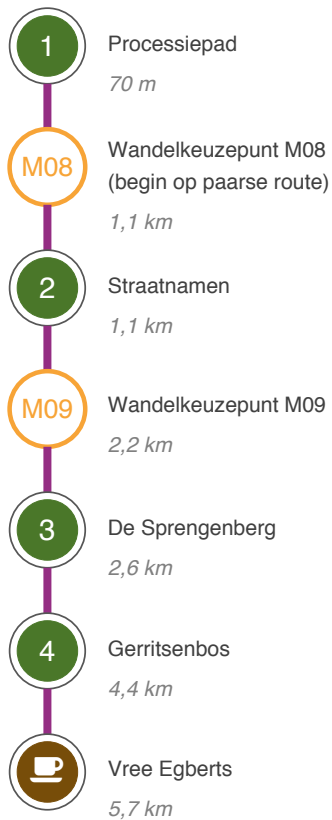 1
Processiepad
70 m
M08
Wandelkeuzepunt M08
(begin op paarse route)
1,1 km
2
Straatnamen
1,1 km
M09
Wandelkeuzepunt M09
2,2 km
3
De Sprengenberg
2,6 km
4
Gerritsenbos
4,4 km
Vree Egberts
5,7 km